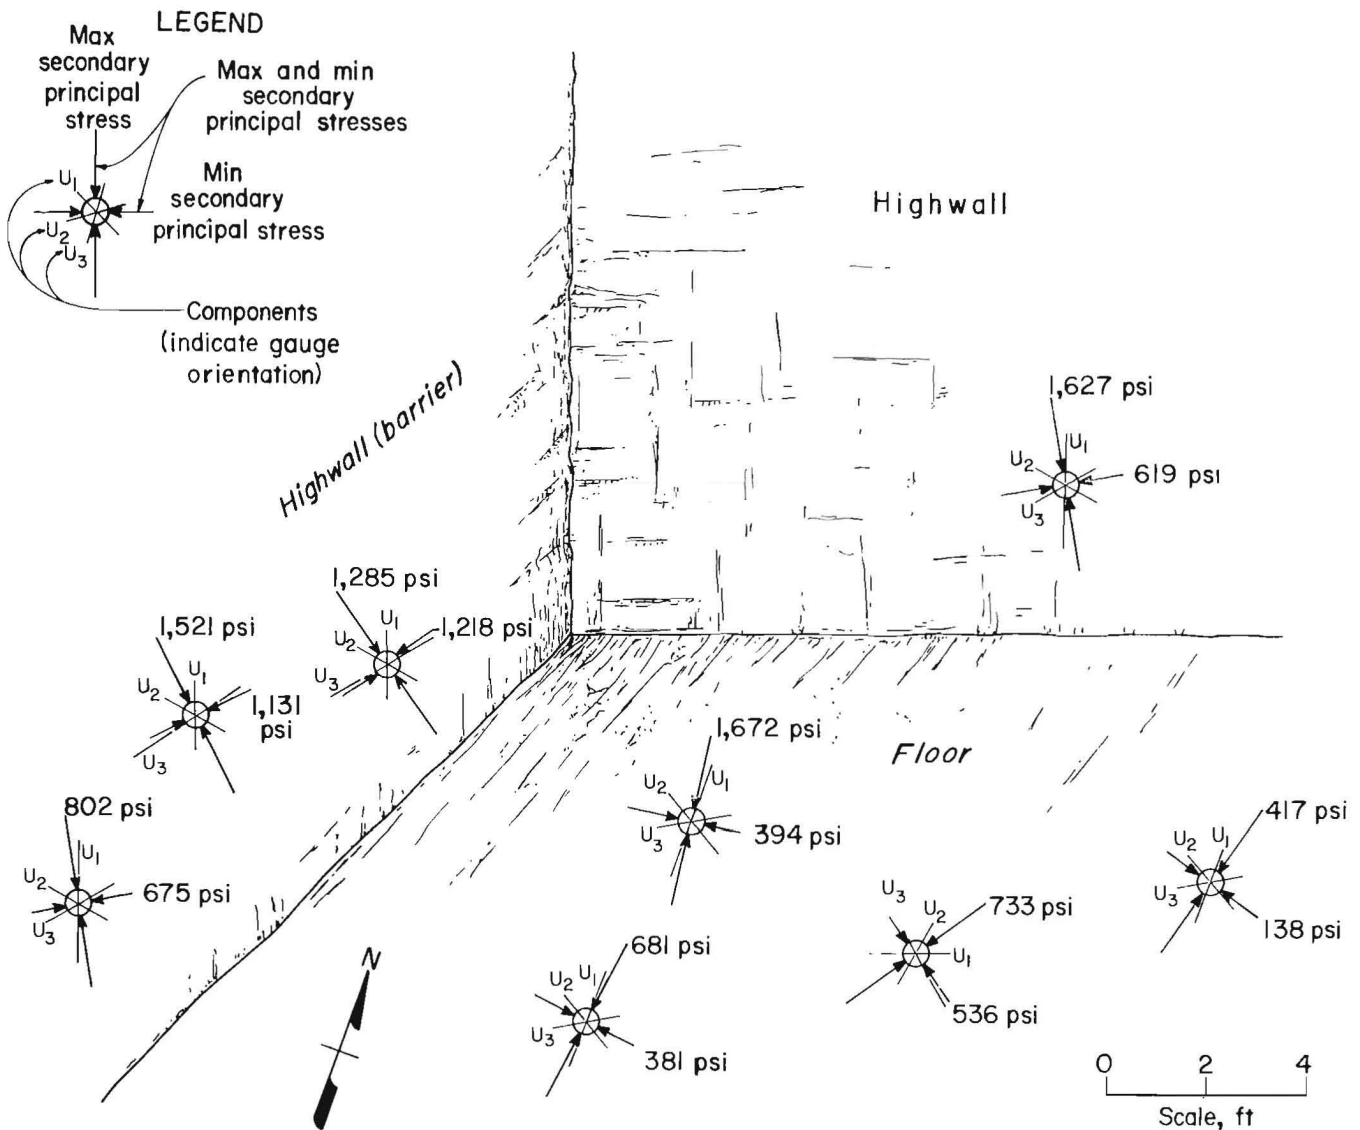 LEGEND
Max
secondary
principal
stress
Max and min
secondary
principal stresses
U₁
Min
secondary
principal stress
U₂
U₃
Components
(indicate gauge
orientation)
Highwall
Highwall (barrier)
1,627 psi
U₁
U₂
619 psi
U₃
1,285 psi
U₁
1,218 psi
U₂
U₃
1,521 psi
U₁
U₂
1,131
psi
U₃
802 psi
U₁
U₂
675 psi
U₃
1,672 psi
U₁
U₂
U₃
394 psi
Floor
417 psi
U₁
U₂
U₃
138 psi
U₃
U₂
733 psi
U₁
536 psi
681 psi
U₂ U₁
U₃
381 psi
N
0 2 4
Scale, ft